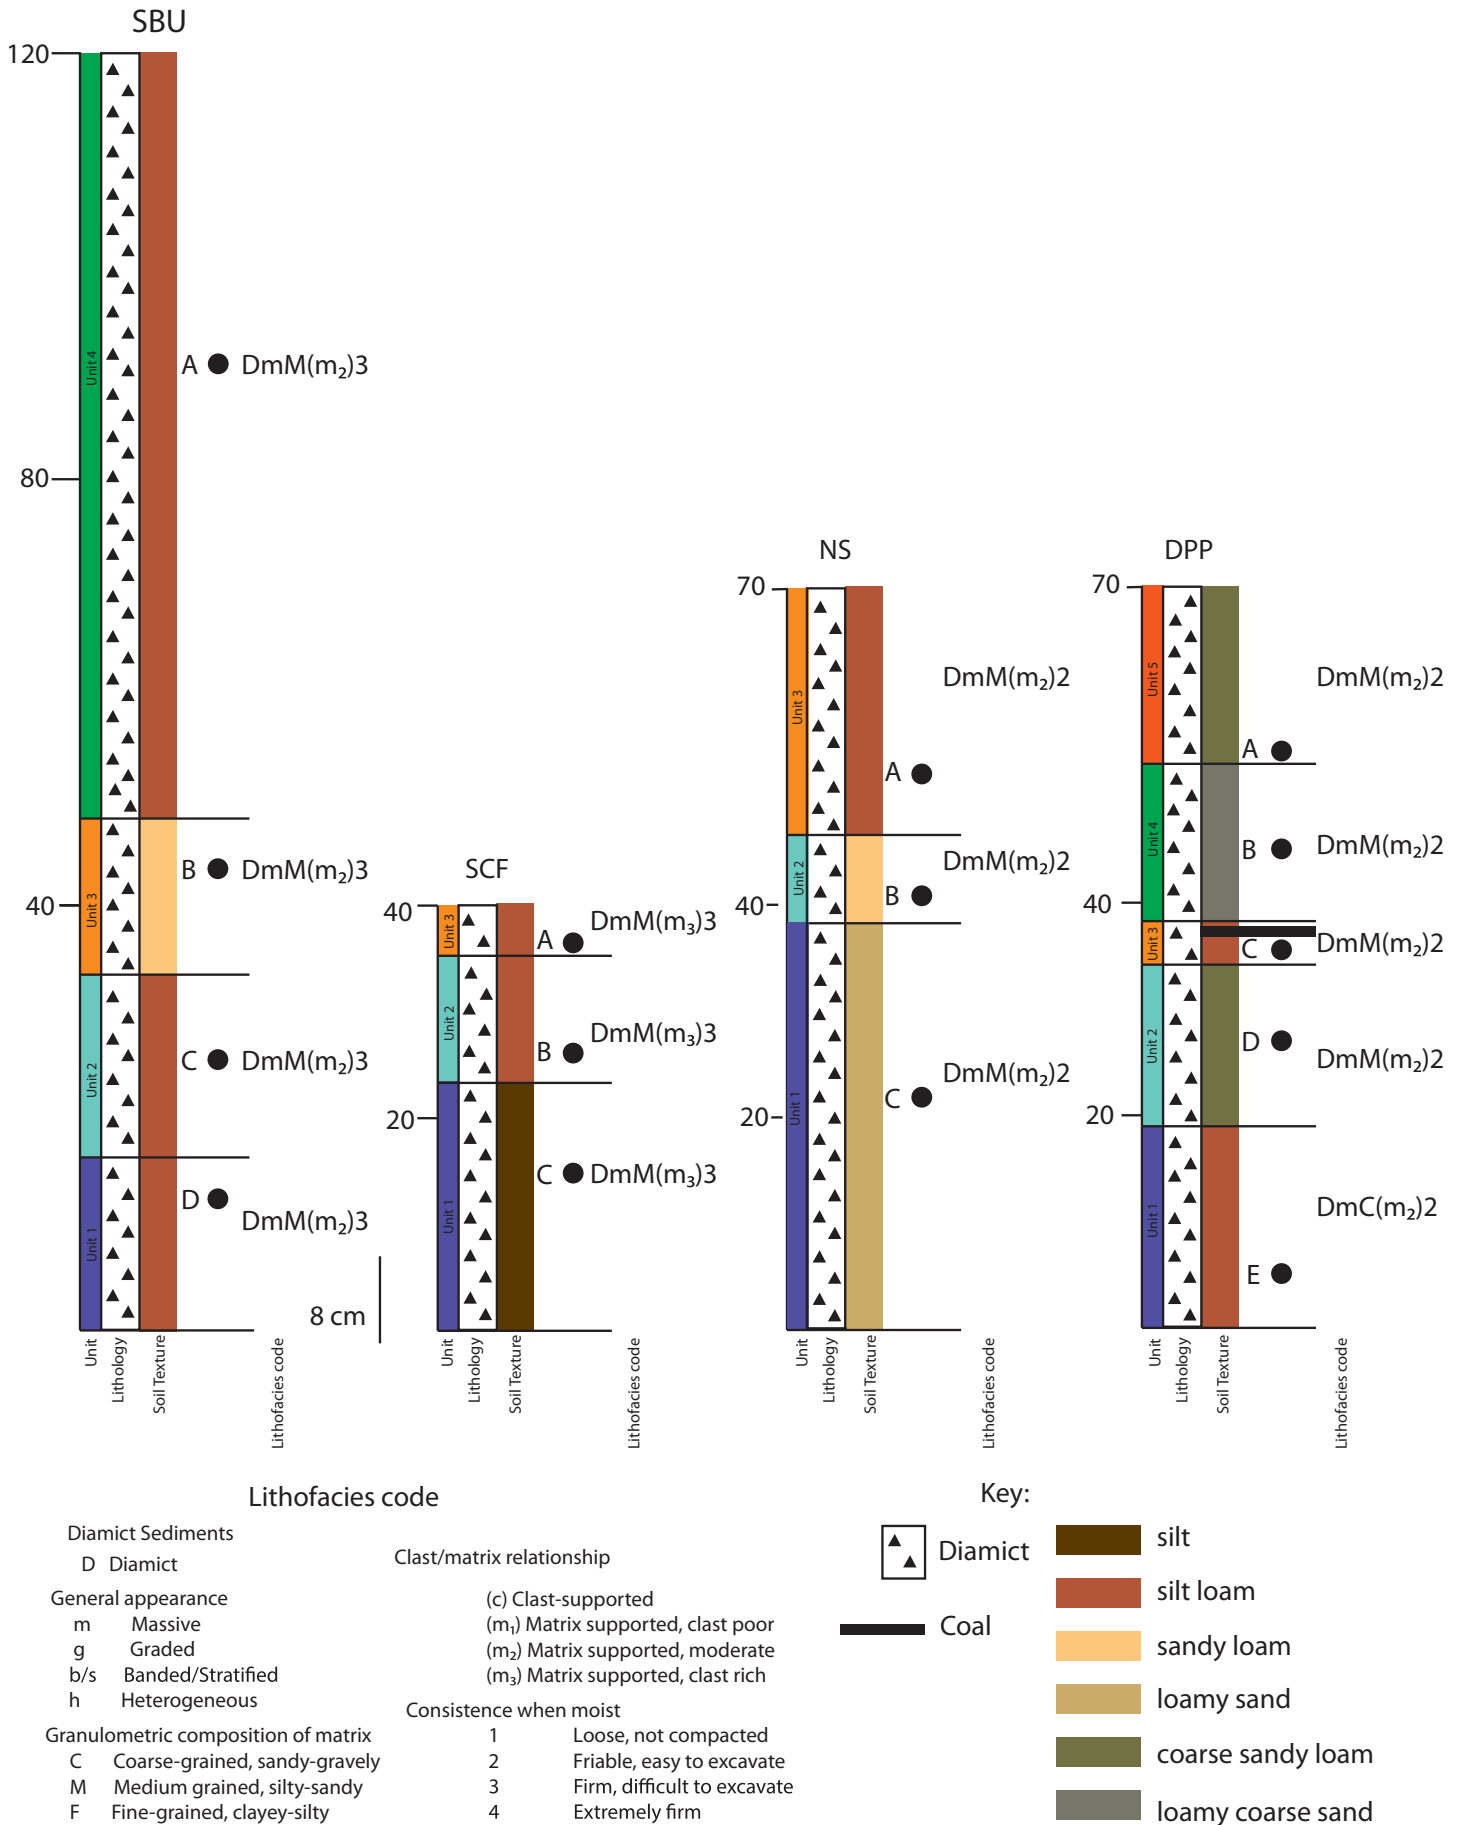 SBU
120
80
40
Unit 4
Unit 3
Unit 2
Unit 1
A DmM(m₂)3
B DmM(m₂)3
C DmM(m₂)3
D DmM(m₂)3
Unit
Lithology
Soil Texture
Lithofacies code
8 cm
SCF
40
20
Unit 3
Unit 2
Unit 1
A DmM(m₃)3
B DmM(m₃)3
C DmM(m₃)3
Unit
Lithology
Soil Texture
Lithofacies code
NS
70
40
20
Unit 3
Unit 2
Unit 1
DmM(m₂)2
A
DmM(m₂)2
B
DmM(m₂)2
C
Unit
Lithology
Soil Texture
Lithofacies code
DPP
70
40
20
Unit 5
Unit 4
Unit 3
Unit 2
Unit 1
DmM(m₂)2
A
B DmM(m₂)2
C DmM(m₂)2
D DmM(m₂)2
DmC(m₂)2
E
Unit
Lithology
Soil Texture
Lithofacies code
Lithofacies code
Diamict Sediments
D Diamict
General appearance
m Massive
g Graded
b/s Banded/Stratified
h Heterogeneous
Granulometric composition of matrix
C Coarse-grained, sandy-gravely
M Medium grained, silty-sandy
F Fine-grained, clayey-silty
Clast/matrix relationship
(c) Clast-supported
(m₁) Matrix supported, clast poor
(m₂) Matrix supported, moderate
(m₃) Matrix supported, clast rich
Consistence when moist
1 Loose, not compacted
2 Friable, easy to excavate
3 Firm, difficult to excavate
4 Extremely firm
Key:
Diamict
Coal
silt
silt loam
sandy loam
loamy sand
coarse sandy loam
loamy coarse sand